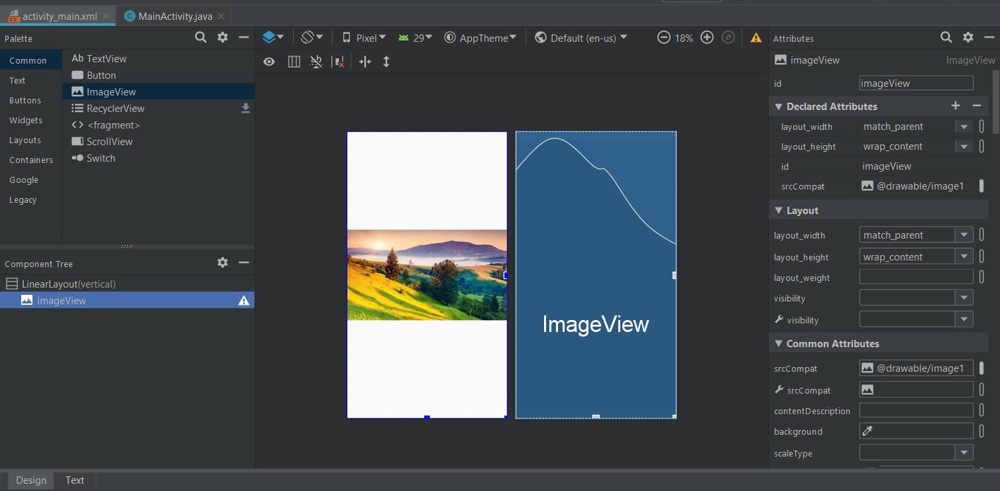 activity_main.xml
MainActivity.java
Palette
Common
Text
Buttons
Widgets
Layouts
Containers
Google
Legacy
Ab TextView
Button
ImageView
RecyclerView
<fragment>
ScrollView
Switch
Component Tree
LinearLayout(vertical)
imageView
Pixel 29 AppTheme Default (en-us) 18%
ImageView
Attributes
imageView ImageView
id imageView
Declared Attributes
layout_width match_parent
layout_height wrap_content
id imageView
srcCompat @drawable/image1
Layout
layout_width match_parent
layout_height wrap_content
layout_weight
visibility
visibility
Common Attributes
srcCompat @drawable/image1
srcCompat
contentDescription
background
scaleType
Design Text